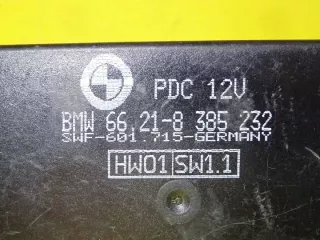 PDC 12V
BMW 66.21-8 385 232
SWF-601.715-GERMANY
HW01 SW1.1